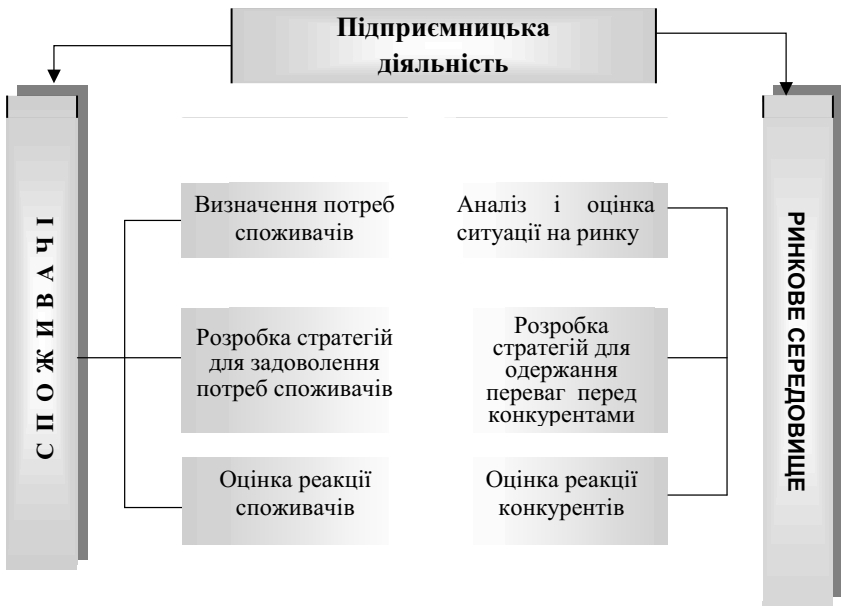 Підприємницька
діяльність
С П О Ж И В А Ч І
Визначення потреб
споживачів
Розробка стратегій
для задоволення
потреб споживачів
Оцінка реакції
споживачів
Аналіз і оцінка
ситуації на ринку
Розробка
стратегій для
одержання
переваг перед
конкурентами
Оцінка реакції
конкурентів
РИНКОВЕ СЕРЕДОВИЩЕ